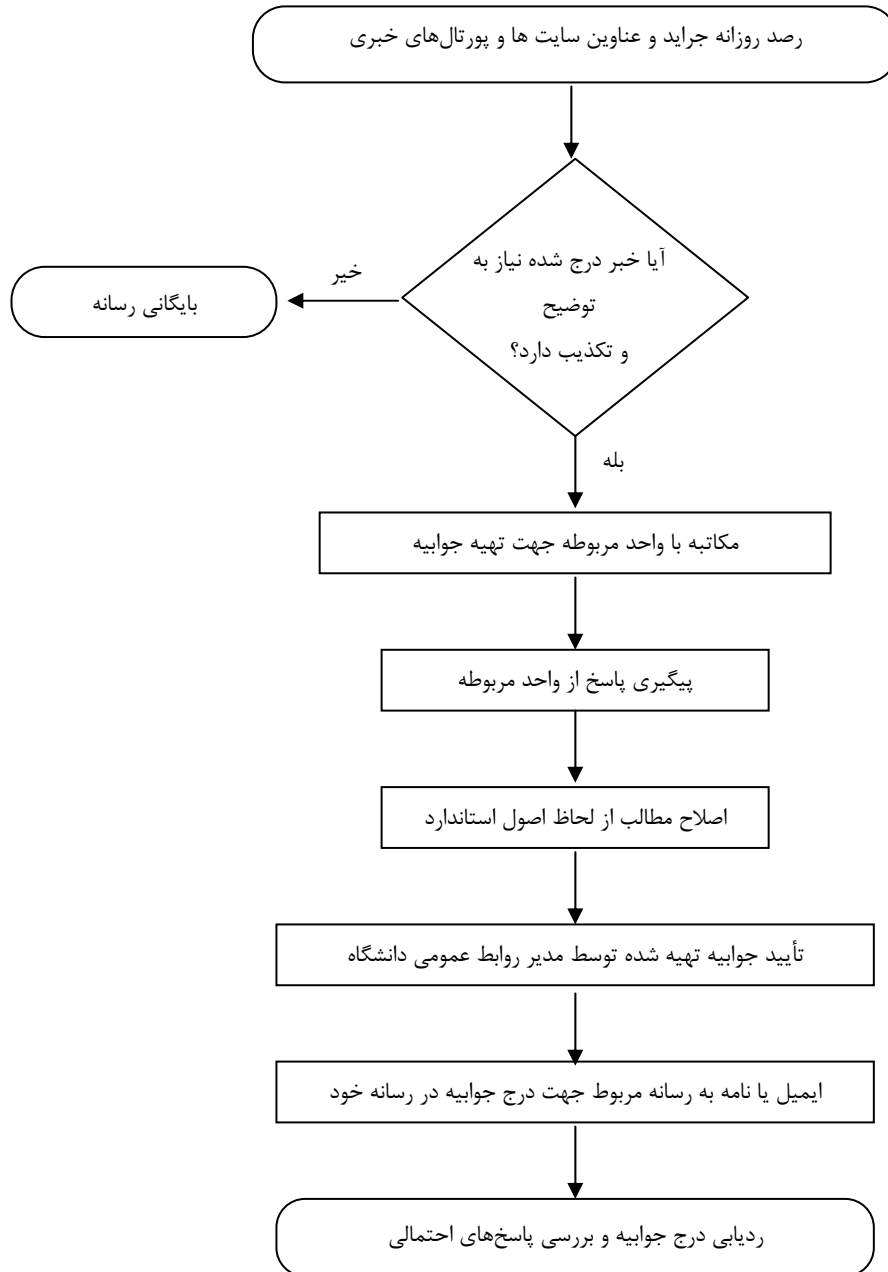 رصد روزانه جراید و عناوین سایت ها و پورتال‌های خبری
آیا خبر درج شده نیاز به
توضیح
و تکذیب دارد؟
خیر
بایگانی رسانه
بله
مکاتبه با واحد مربوطه جهت تهیه جوابیه
پیگیری پاسخ از واحد مربوطه
اصلاح مطالب از لحاظ اصول استاندارد
تأیید جوابیه تهیه شده توسط مدیر روابط عمومی دانشگاه
ایمیل یا نامه به رسانه مربوط جهت درج جوابیه در رسانه خود
ردیابی درج جوابیه و بررسی پاسخ‌های احتمالی